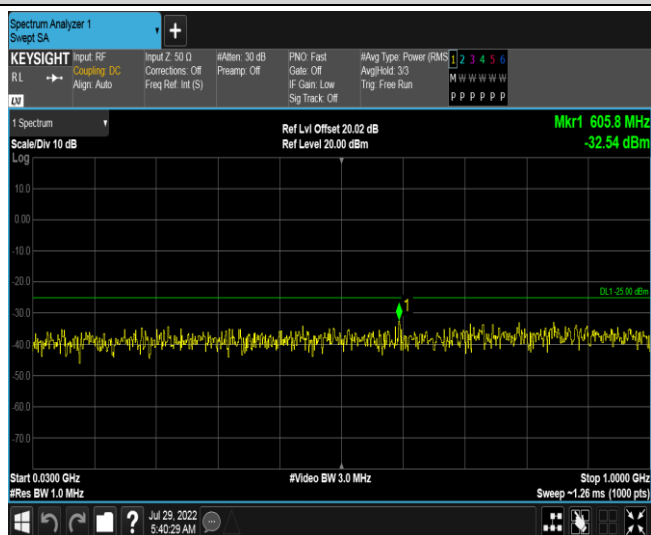 Spectrum Analyzer 1
Swept SA
KEYSIGHT Input: RF Input Z: 50 Ω #Atten: 30 dB PNO: Fast #Avg Type: Power (RMS 1 2 3 4 5 6
R L Coupling: DC Corrections: Off Preamp: Off Gate: Off Avg|Hold: 3/3 M W W W W W
Align: Auto Freq Ref: Int (S) IF Gain: Low Trig: Free Run
Sig Track: Off P P P P P P
LXI
1 Spectrum Ref Lvl Offset 20.02 dB Mkr1 605.8 MHz
Scale/Div 10 dB Ref Level 20.00 dBm -32.54 dBm
Log
10.0
0.00
-10.0
-20.0
DL1 -25.00 dBm
1
-30.0
-40.0
-50.0
-60.0
-70.0
Start 0.0300 GHz #Video BW 3.0 MHz Stop 1.0000 GHz
#Res BW 1.0 MHz Sweep ~1.26 ms (1000 pts)
? Jul 29, 2022
5:40:29 AM